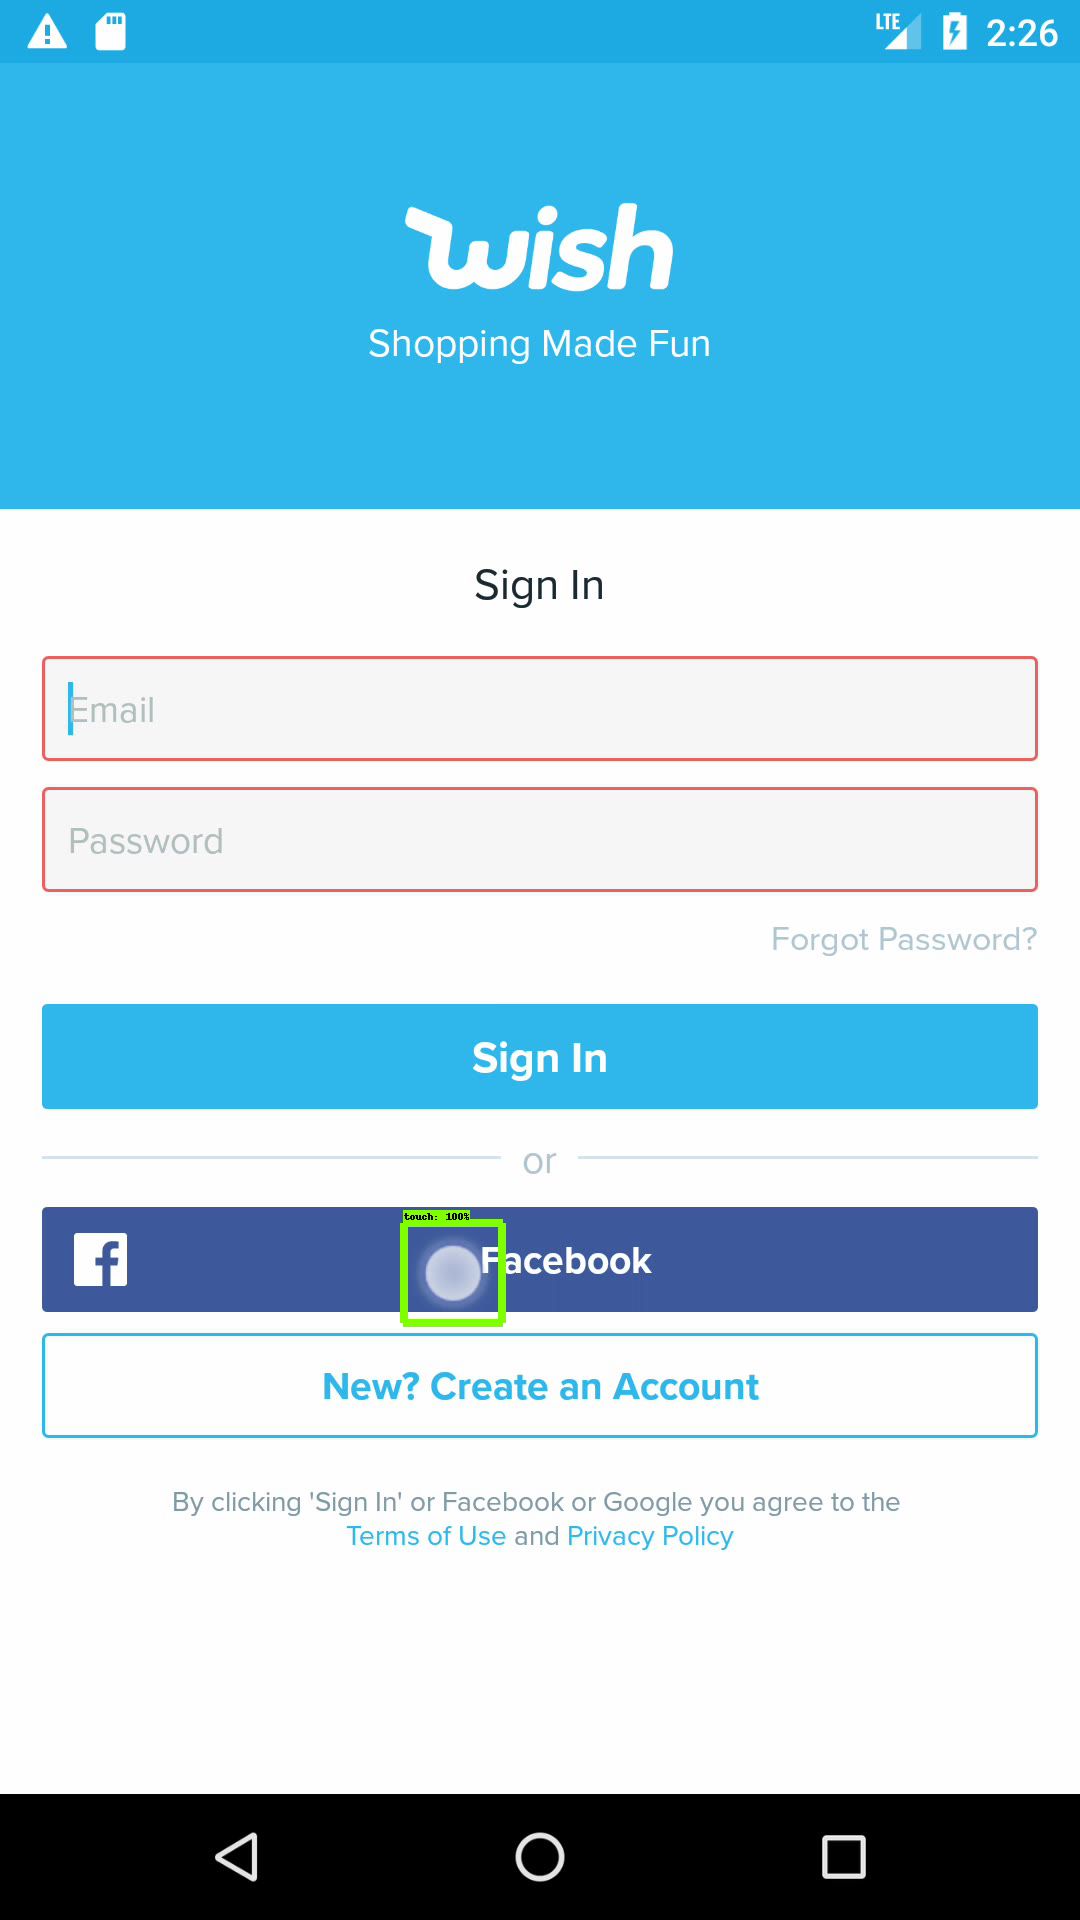 LTE 2:26
wish
Shopping Made Fun
Sign In
Email
Password
Forgot Password?
Sign In
or
touch: 100%
Facebook
New? Create an Account
By clicking 'Sign In' or Facebook or Google you agree to the
Terms of Use and Privacy Policy